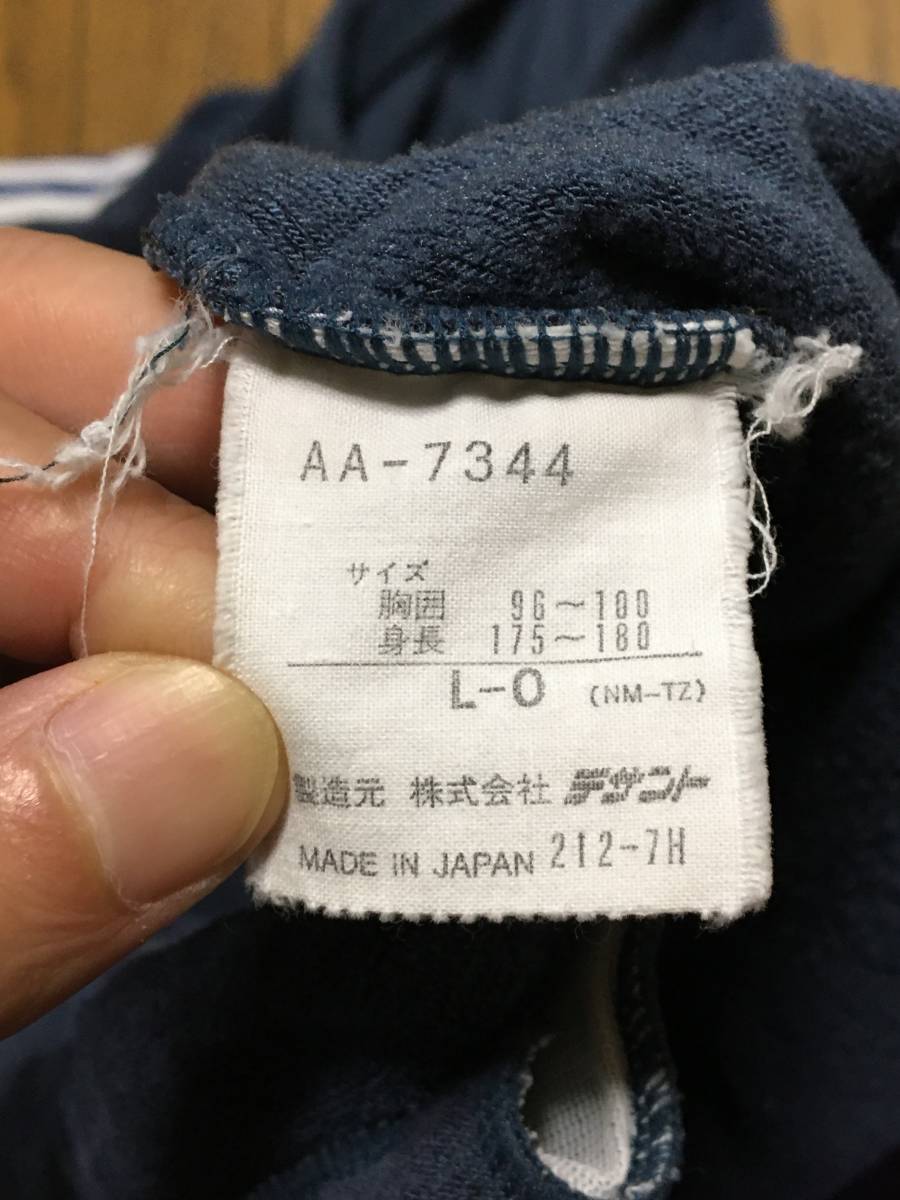 AA-7344
サイズ
胸囲 96～100
身長 175～180
L-O (NM-TZ)
製造元 株式会社 デサント
MADE IN JAPAN 212-7H